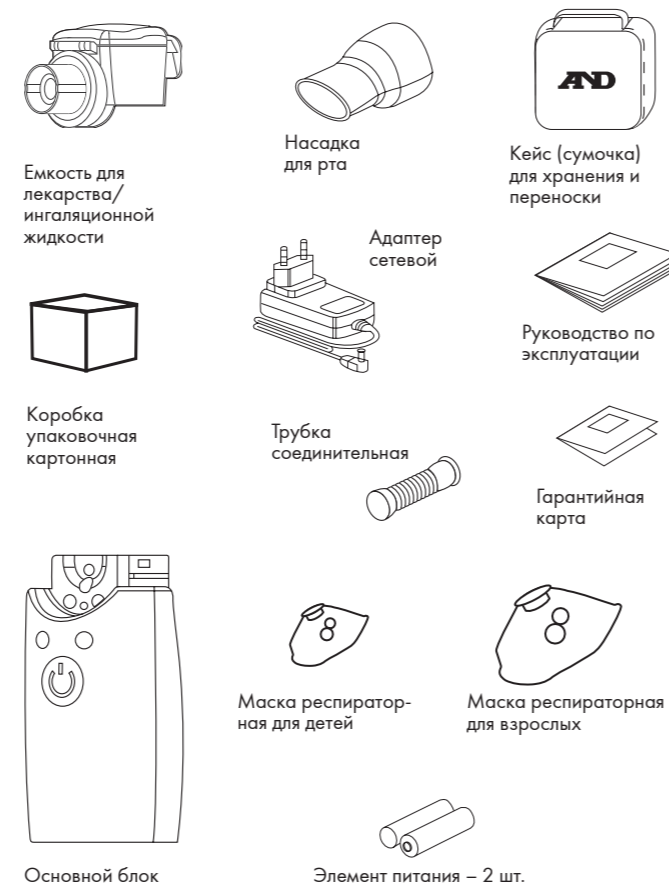 Емкость для
лекарства/
ингаляционной
жидкости
Насадка
для рта
AND
Кейс (сумочка)
для хранения и
переноски
Коробка
упаковочная
картонная
Адаптер
сетевой
Руководство по
эксплуатации
Трубка
соединительная
Гарантийная
карта
Основной блок
Маска респиратор-
ная для детей
Маска респираторная
для взрослых
Элемент питания – 2 шт.